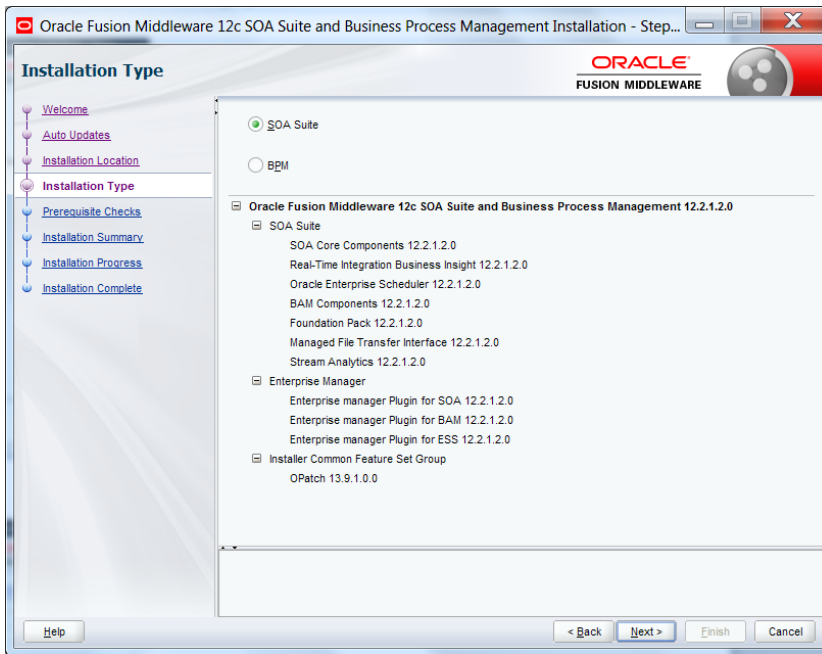 Oracle Fusion Middleware 12c SOA Suite and Business Process Management Installation - Step...
Installation Type
ORACLE
FUSION MIDDLEWARE
Welcome
Auto Updates
Installation Location
Installation Type
Prerequisite Checks
Installation Summary
Installation Progress
Installation Complete
SOA Suite
BPM
Oracle Fusion Middleware 12c SOA Suite and Business Process Management 12.2.1.2.0
SOA Suite
SOA Core Components 12.2.1.2.0
Real-Time Integration Business Insight 12.2.1.2.0
Oracle Enterprise Scheduler 12.2.1.2.0
BAM Components 12.2.1.2.0
Foundation Pack 12.2.1.2.0
Managed File Transfer Interface 12.2.1.2.0
Stream Analytics 12.2.1.2.0
Enterprise Manager
Enterprise manager Plugin for SOA 12.2.1.2.0
Enterprise manager Plugin for BAM 12.2.1.2.0
Enterprise manager Plugin for ESS 12.2.1.2.0
Installer Common Feature Set Group
OPatch 13.9.1.0.0
Help
< Back
Next >
Finish
Cancel